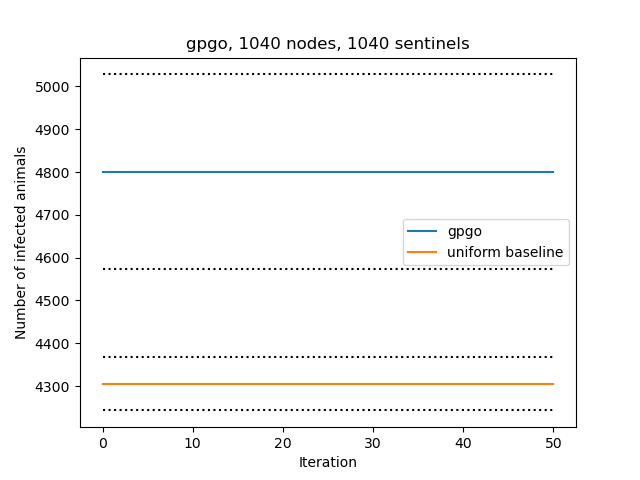 gpgo, 1040 nodes, 1040 sentinels
5000
4900
4800
4700
4600
4500
4400
4300
Number of infected animals
gpgo
uniform baseline
0 10 20 30 40 50
Iteration